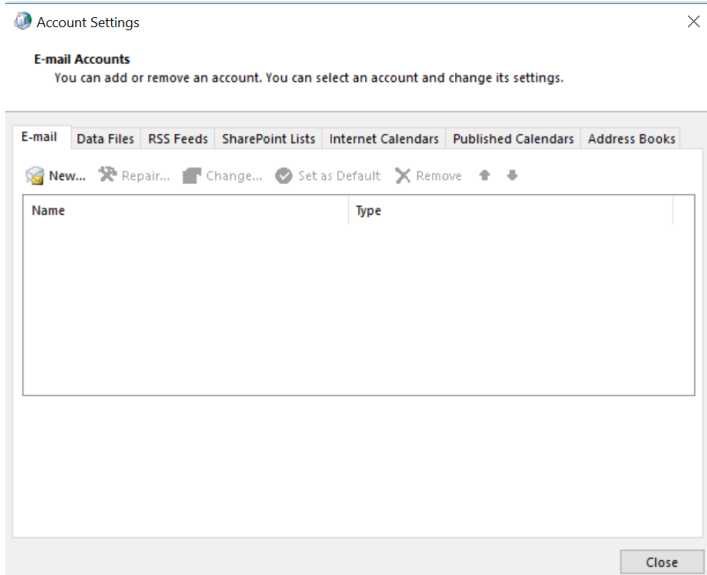 Account Settings
E-mail Accounts
You can add or remove an account. You can select an account and change its settings.
E-mail Data Files RSS Feeds SharePoint Lists Internet Calendars Published Calendars Address Books
New... Repair... Change... Set as Default Remove
Name Type
Close